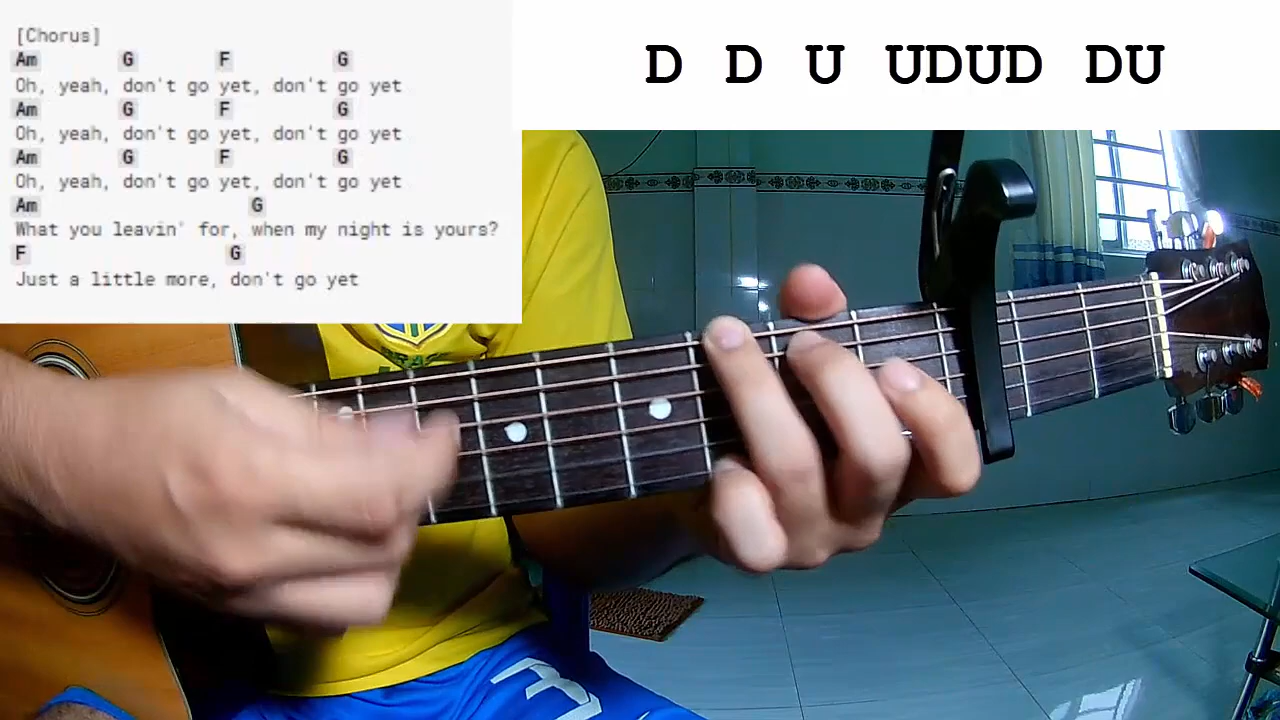 [Chorus]
Am G F G
Oh, yeah, don't go yet, don't go yet
Am G F G
Oh, yeah, don't go yet, don't go yet
Am G F G
Oh, yeah, don't go yet, don't go yet
Am G
What you leavin' for, when my night is yours?
F G
Just a little more, don't go yet
D D U UDUD DU